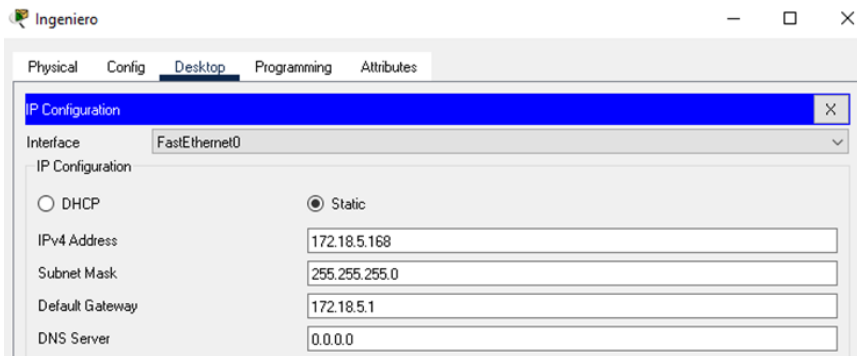 Ingeniero
Physical Config Desktop Programming Attributes
IP Configuration X
Interface FastEthernet0
IP Configuration
DHCP Static
IPv4 Address 172.18.5.168
Subnet Mask 255.255.255.0
Default Gateway 172.18.5.1
DNS Server 0.0.0.0